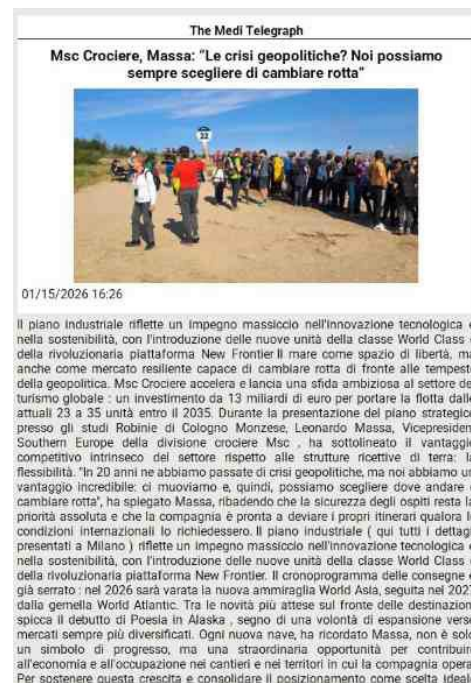 The Medi Telegraph
Msc Crociere, Massa: “Le crisi geopolitiche? Noi possiamo
sempre scegliere di cambiare rotta”
22
01/15/2026 16:26
Il piano industriale riflette un impegno massiccio nell'innovazione tecnologica e
nella sostenibilità, con l'introduzione delle nuove unità della classe World Class e
della rivoluzionaria piattaforma New Frontier Il mare come spazio di libertà, ma
anche come mercato resiliente capace di cambiare rotta di fronte alle tempeste
della geopolitica. Msc Crociere accelera e lancia una sfida ambiziosa al settore del
turismo globale : un investimento da 13 miliardi di euro per portare la flotta dalle
attuali 23 a 35 unità entro il 2035. Durante la presentazione del piano strategico
presso gli studi Robinie di Cologno Monzese, Leonardo Massa, Vicepresident
Southern Europe della divisione crociere Msc , ha sottolineato il vantaggio
competitivo intrinseco del settore rispetto alle strutture ricettive di terra: la
flessibilità. "In 20 anni ne abbiamo passate di crisi geopolitiche, ma noi abbiamo un
vantaggio incredibile: ci muoviamo e, quindi, possiamo scegliere dove andare e
cambiare rotta", ha spiegato Massa, ribadendo che la sicurezza degli ospiti resta la
priorità assoluta e che la compagnia è pronta a deviare i propri itinerari qualora le
condizioni internazionali lo richiedessero. Il piano industriale ( qui tutti i dettagli
presentati a Milano ) riflette un impegno massiccio nell'innovazione tecnologica e
nella sostenibilità, con l'introduzione delle nuove unità della classe World Class e
della rivoluzionaria piattaforma New Frontier. Il cronoprogramma delle consegne è
già serrato : nel 2026 sarà varata la nuova ammiraglia World Asia, seguita nel 2027
dalla gemella World Atlantic. Tra le novità più attese sul fronte delle destinazioni
spicca il debutto di Poesia in Alaska , segno di una volontà di espansione verso
mercati sempre più diversificati. Ogni nuova nave, ha ricordato Massa, non è solo
un simbolo di progresso, ma una straordinaria opportunità per contribuire
all'economia e all'occupazione nei cantieri e nei territori in cui la compagnia opera.
Per sostenere questa crescita e consolidare il posizionamento come scelta ideale